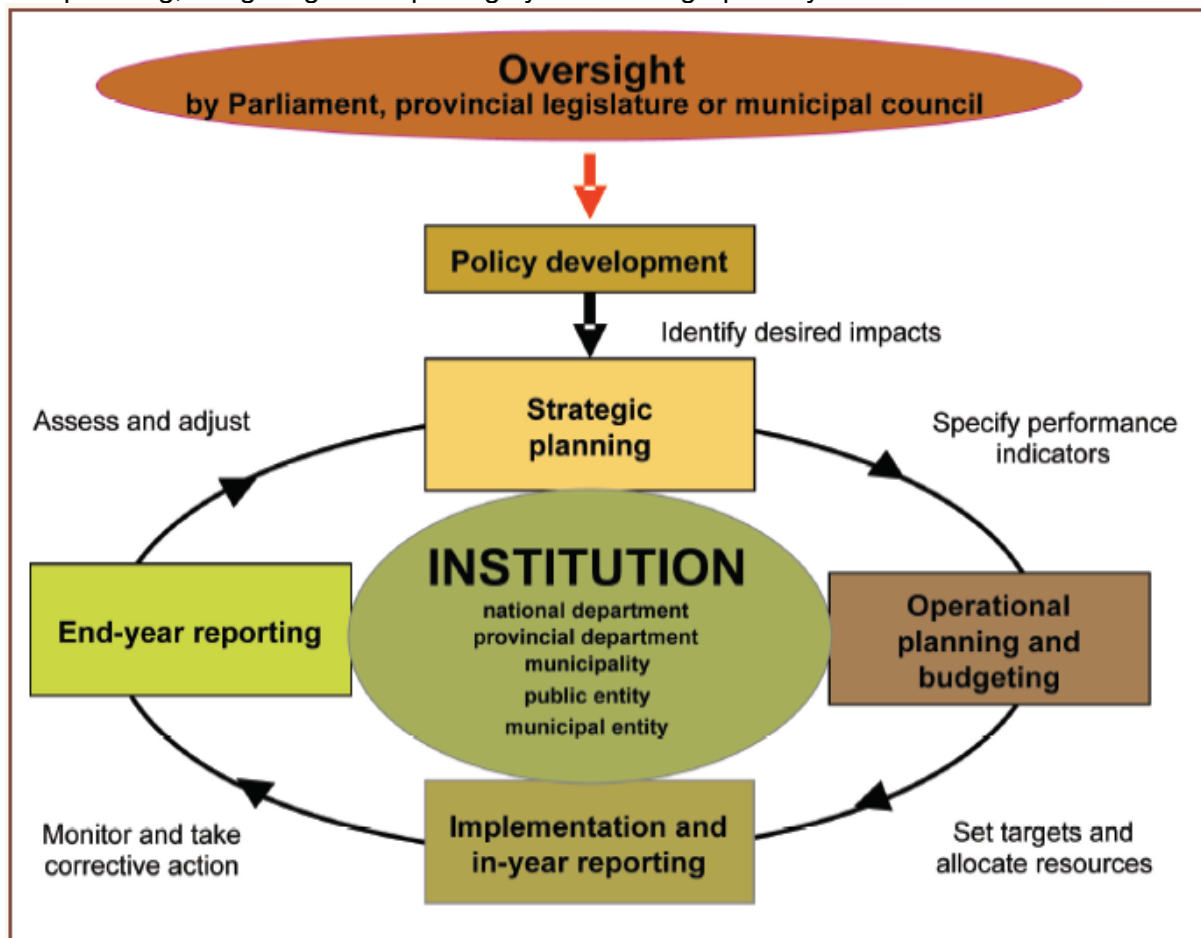 Oversight
by Parliament, provincial legislature or municipal council
Policy development
Identify desired impacts
Strategic
planning
Assess and adjust
Specify performance
indicators
INSTITUTION
national department
provincial department
municipality
public entity
municipal entity
End-year reporting
Operational
planning and
budgeting
Implementation and
in-year reporting
Monitor and take
corrective action
Set targets and
allocate resources